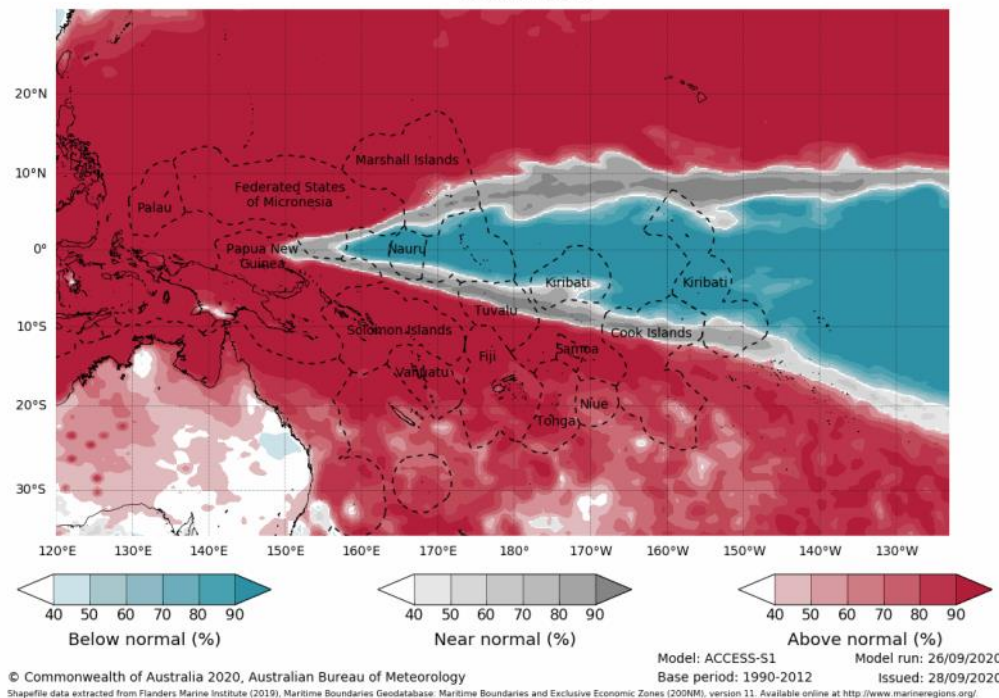 20°N
10°N
0°
10°S
20°S
30°S
Marshall Islands
Federated States
of Micronesia
Palau
Papua New
Guinea
Nauru
Kiribati
Kiribati
Tuvalu
Solomon Islands
Cook Islands
Fiji
Samoa
Vanuatu
Niue
Tonga
120°E 130°E 140°E 150°E 160°E 170°E 180° 170°W 160°W 150°W 140°W 130°W
40 50 60 70 80 90
Below normal (%)
40 50 60 70 80 90
Near normal (%)
40 50 60 70 80 90
Above normal (%)
Model: ACCESS-S1 Model run: 26/09/2020
© Commonwealth of Australia 2020, Australian Bureau of Meteorology Base period: 1990-2012 Issued: 28/09/2020
Shapefile data extracted from Flanders Marine Institute (2019), Maritime Boundaries Geodatabase: Maritime Boundaries and Exclusive Economic Zones (200NM), version 11. Available online at http://www.marineregions.org/.